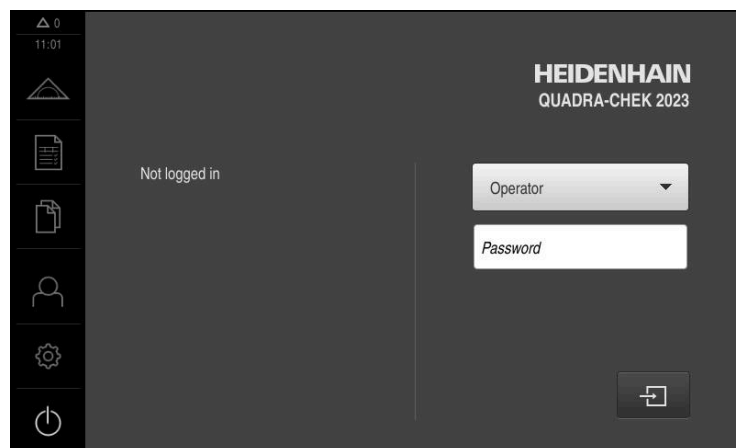 0
11:01
HEIDENHAIN
QUADRA-CHEK 2023
Not logged in
Operator
Password